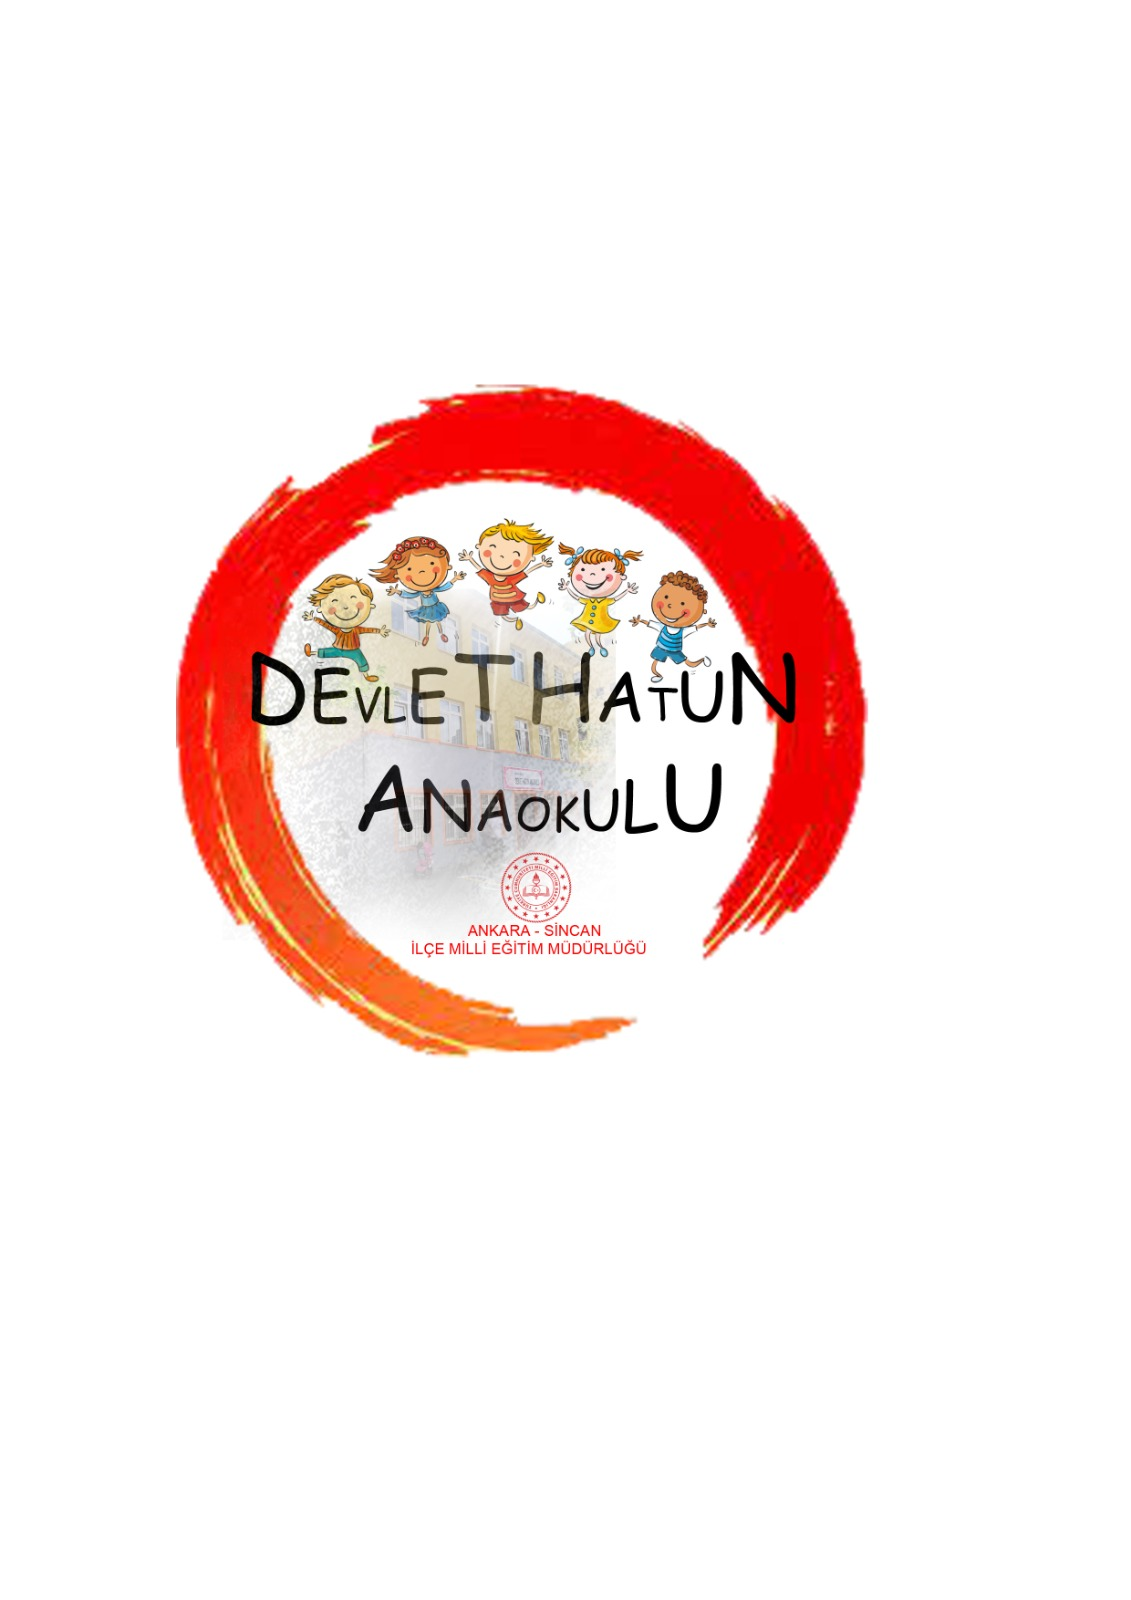 DEVLET HATUN
ANAOKULU
ANKARA - SİNCAN
İLÇE MİLLİ EĞİTİM MÜDÜRLÜĞÜ